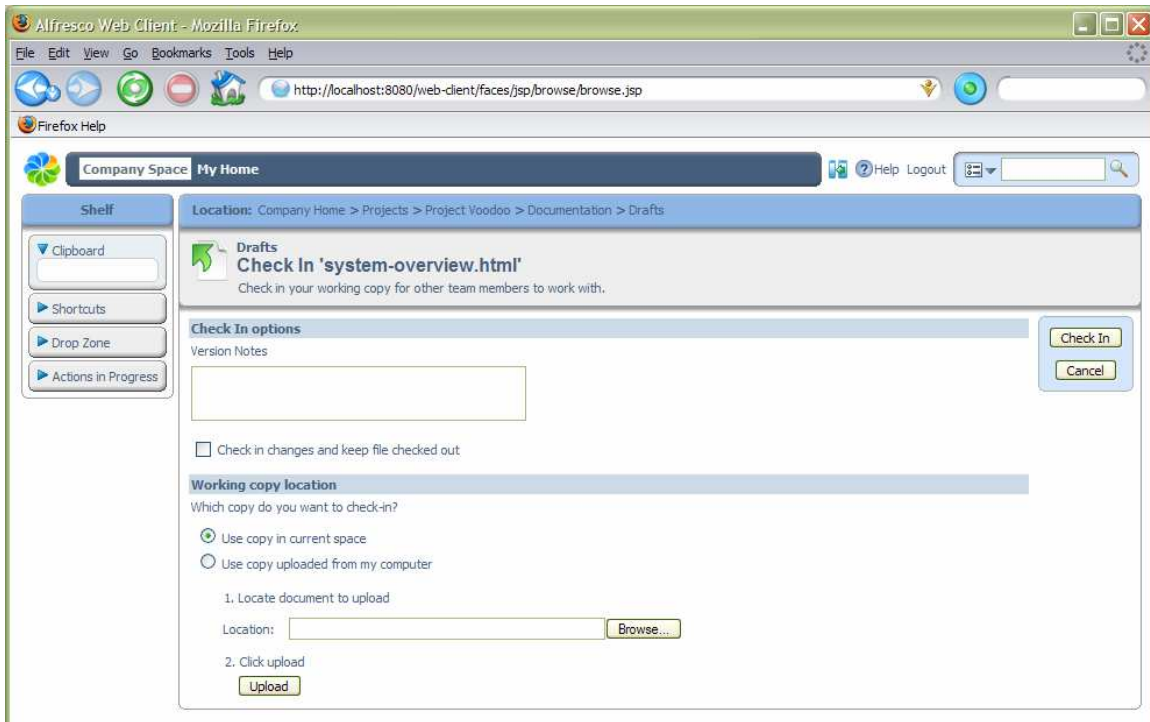 Alfresco Web Client - Mozilla Firefox
File Edit View Go Bookmarks Tools Help
http://localhost:8080/web-client/faces/jsp/browse/browse.jsp
Firefox Help
Company Space My Home Help Logout
Shelf
Location: Company Home > Projects > Project Voodoo > Documentation > Drafts
Clipboard
Shortcuts
Drop Zone
Actions in Progress
Drafts
Check In 'system-overview.html'
Check in your working copy for other team members to work with.
Check In options
Version Notes
Check in changes and keep file checked out
Working copy location
Which copy do you want to check-in?
Use copy in current space
Use copy uploaded from my computer
1. Locate document to upload
Location: Browse...
2. Click upload
Upload
Check In
Cancel